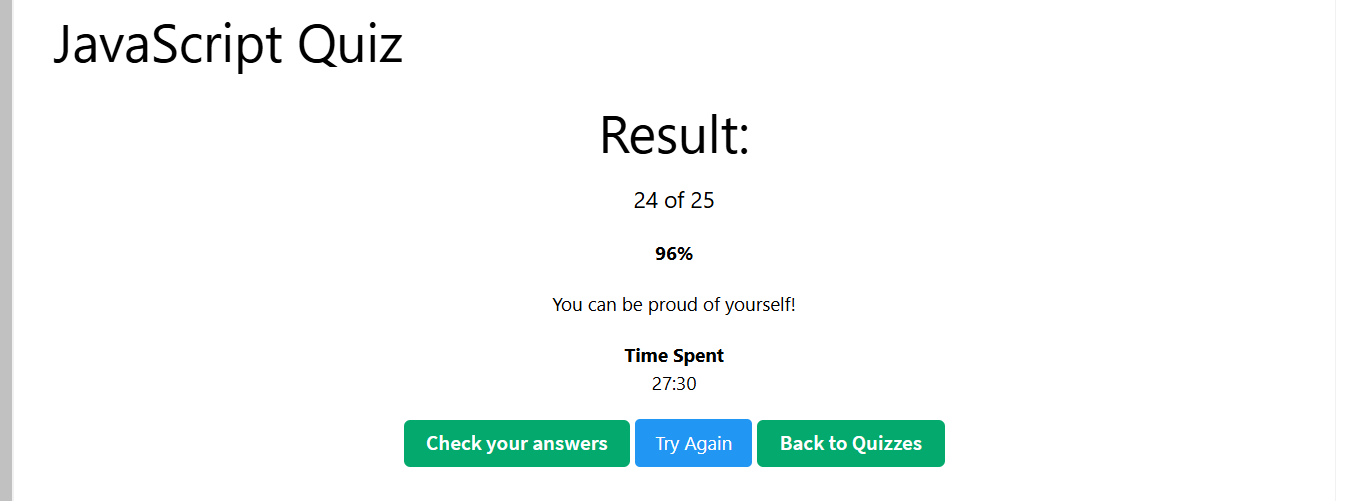 JavaScript Quiz
Result:
24 of 25
96%
You can be proud of yourself!
Time Spent
27:30
Check your answers Try Again Back to Quizzes